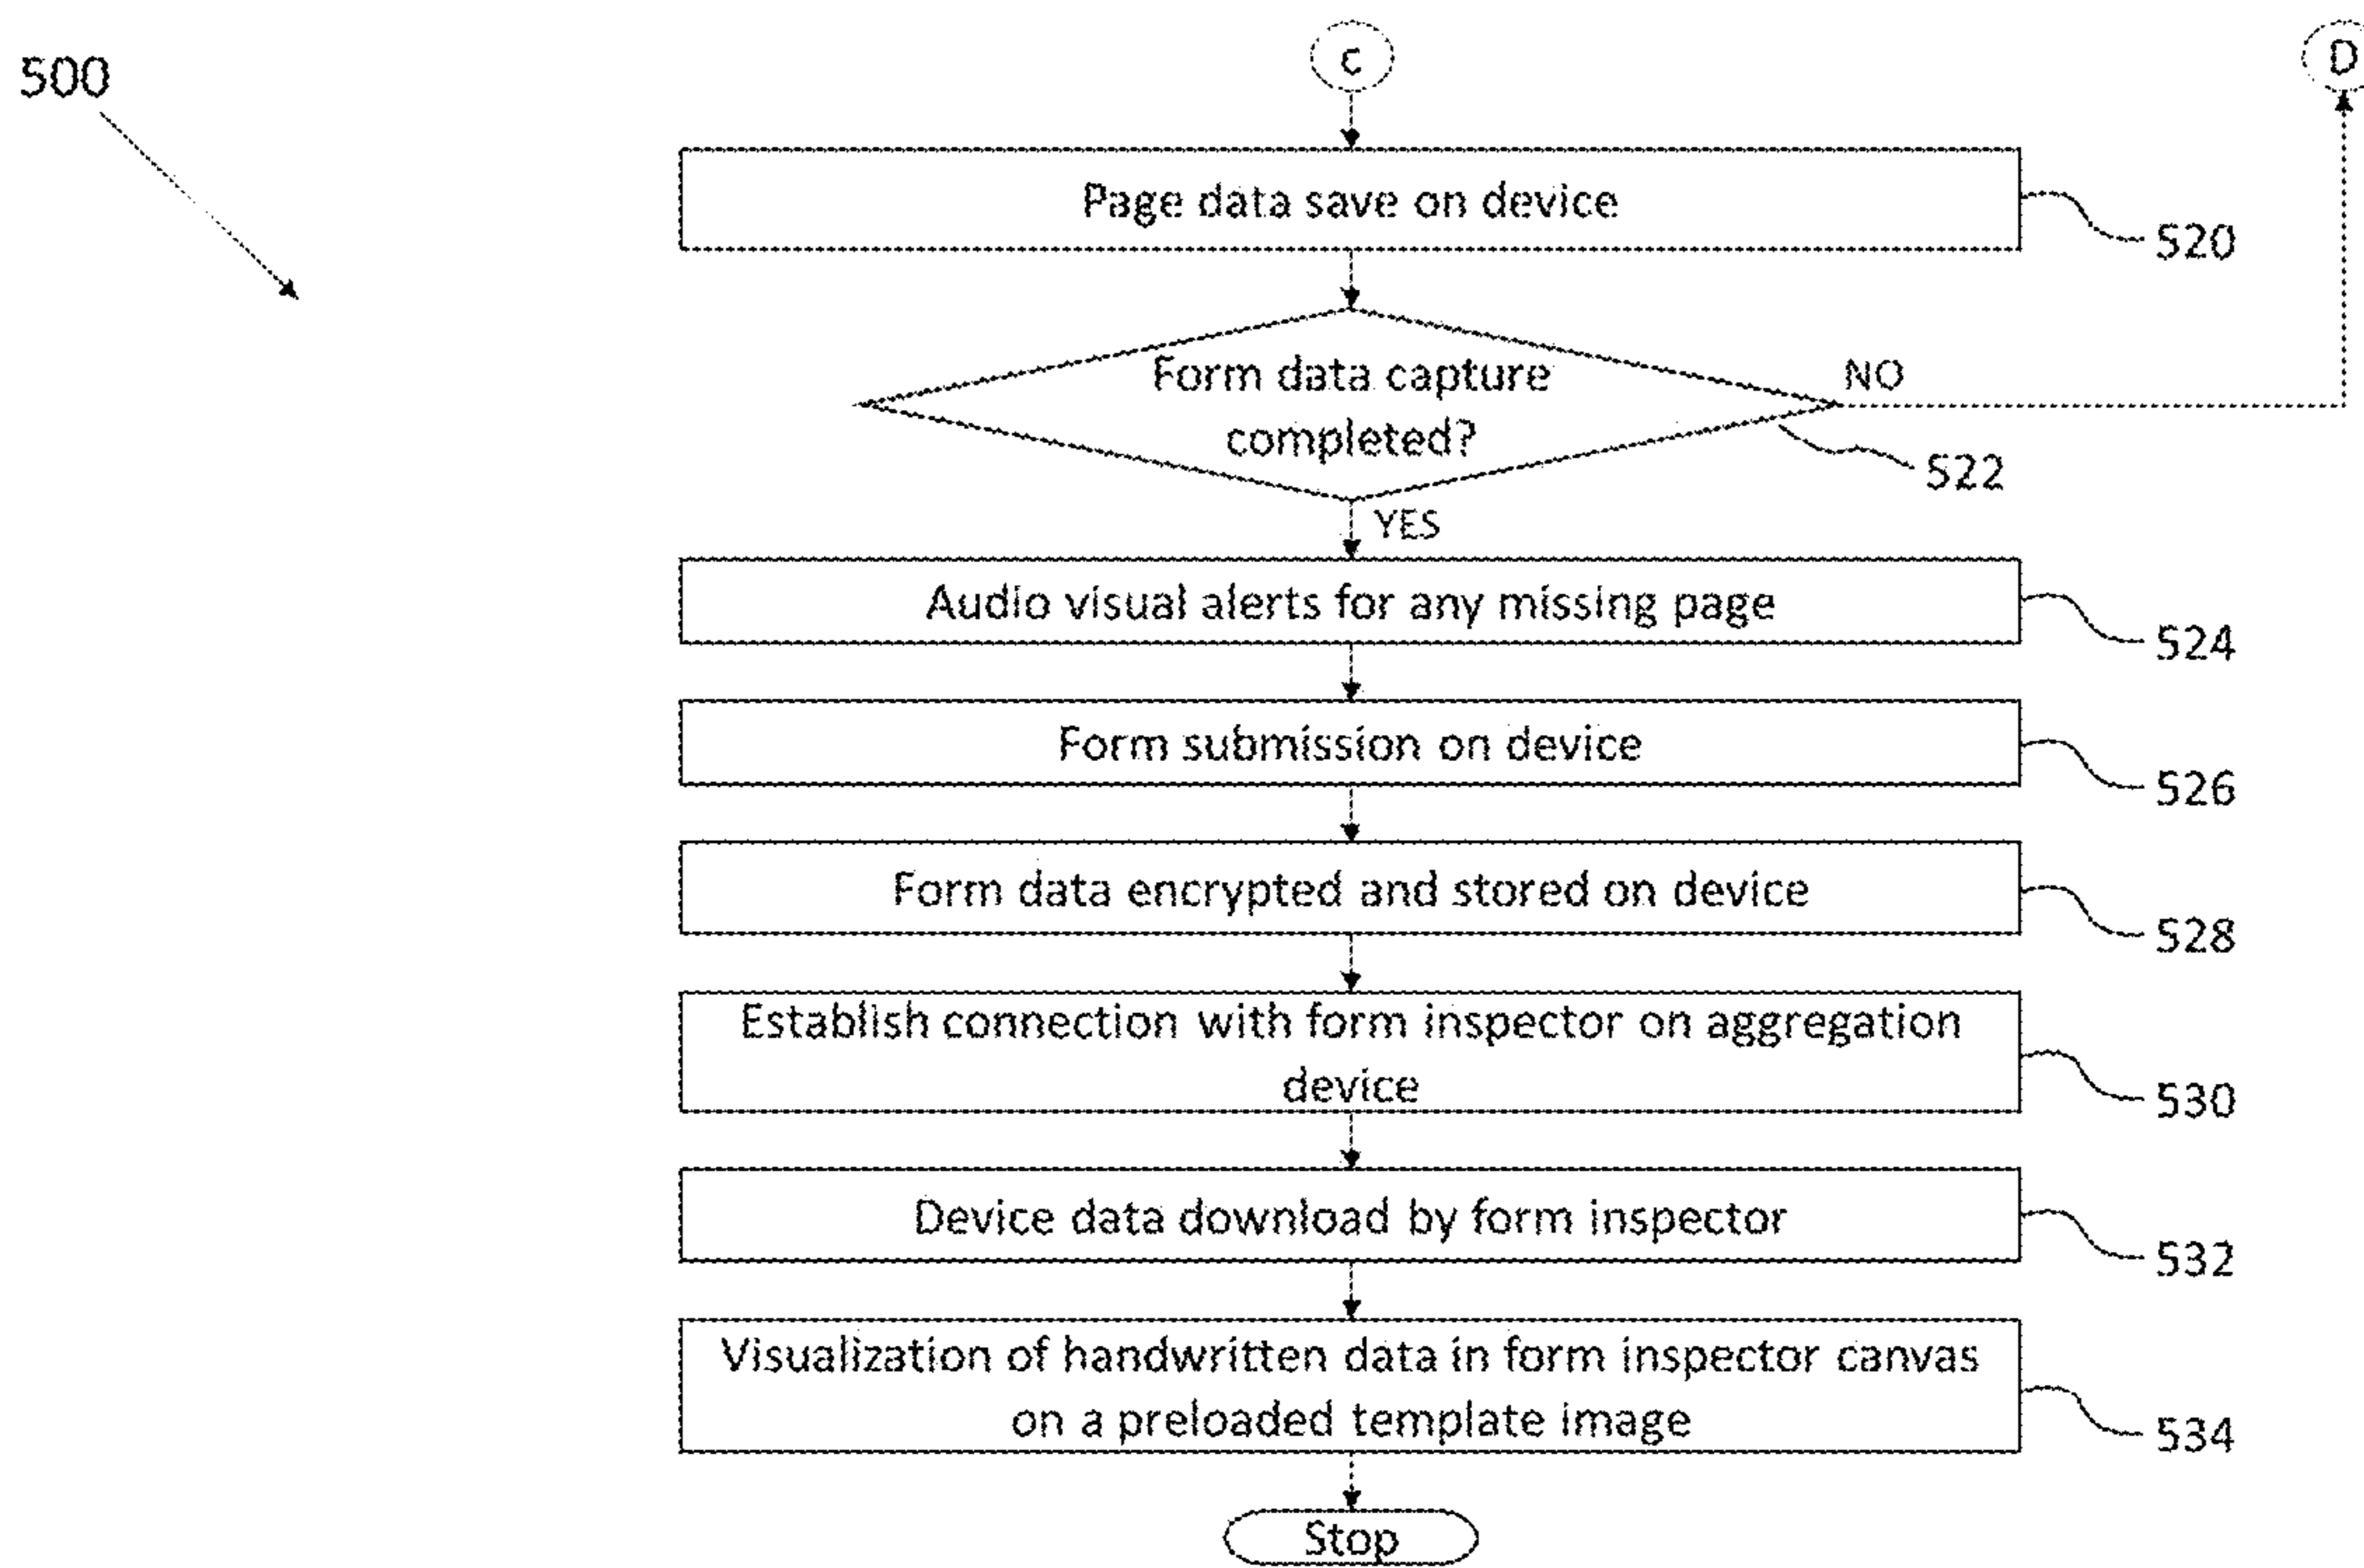 500
C
D
Page data save on device
520
Form data capture
completed?
NO
522
YES
Audio visual alerts for any missing page
524
Form submission on device
526
Form data encrypted and stored on device
528
Establish connection with form inspector on aggregation
device
530
Device data download by form inspector
532
Visualization of handwritten data in form inspector canvas
on a preloaded template image
534
Stop